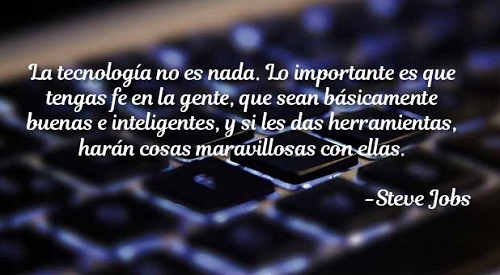 La tecnología no es nada. Lo importante es que
tengas fe en la gente, que sean básicamente
buenas e inteligentes, y si les das herramientas,
harán cosas maravillosas con ellas.
-Steve Jobs